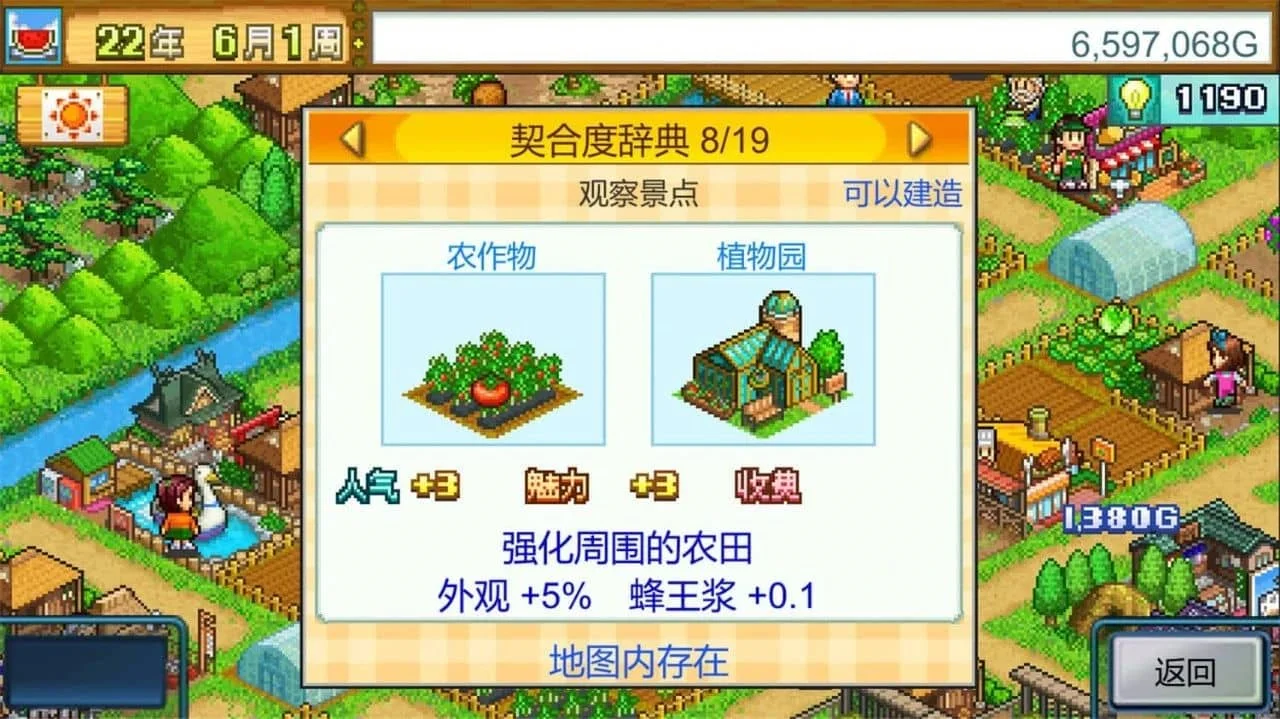 22年 6月1周
6,597,068G
1190
契合度辞典 8/19
观察景点
可以建造
农作物
植物园
人气 +3 魅力 +3 收费
强化周围的农田
外观 +5% 蜂王浆 +0.1
地图内存在
1,380G
返回